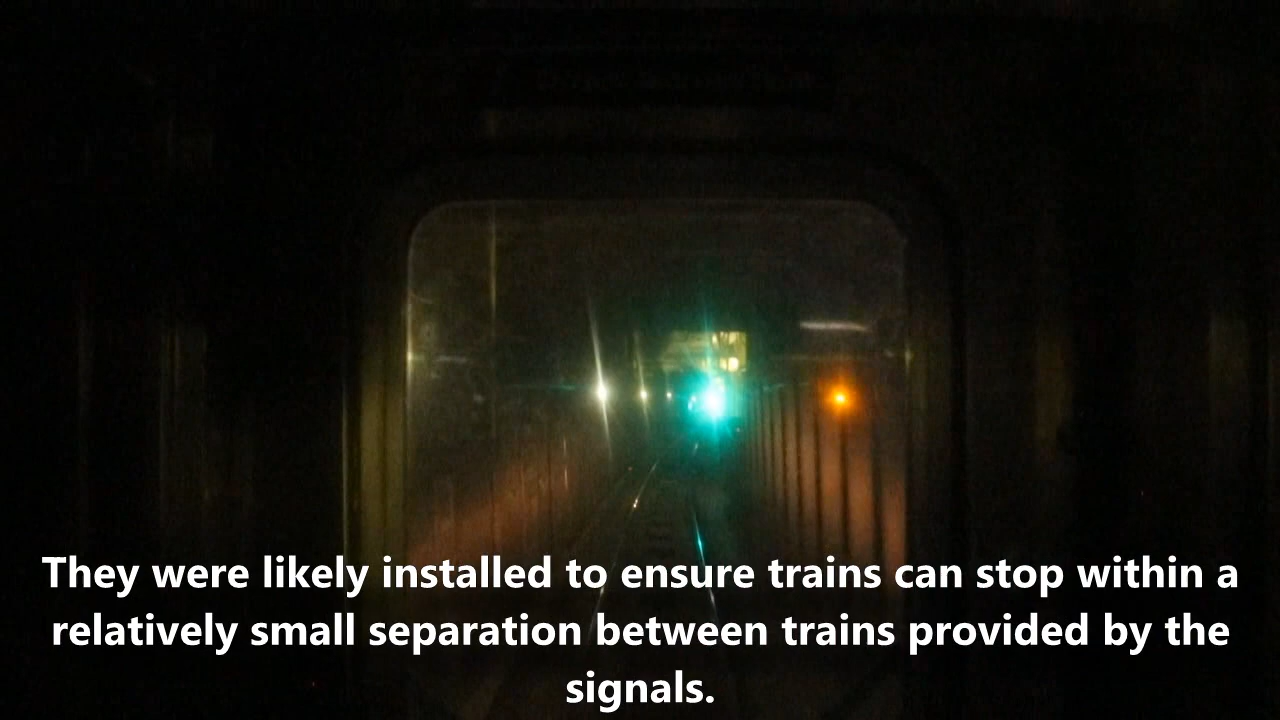 They were likely installed to ensure trains can stop within a
relatively small separation between trains provided by the
signals.